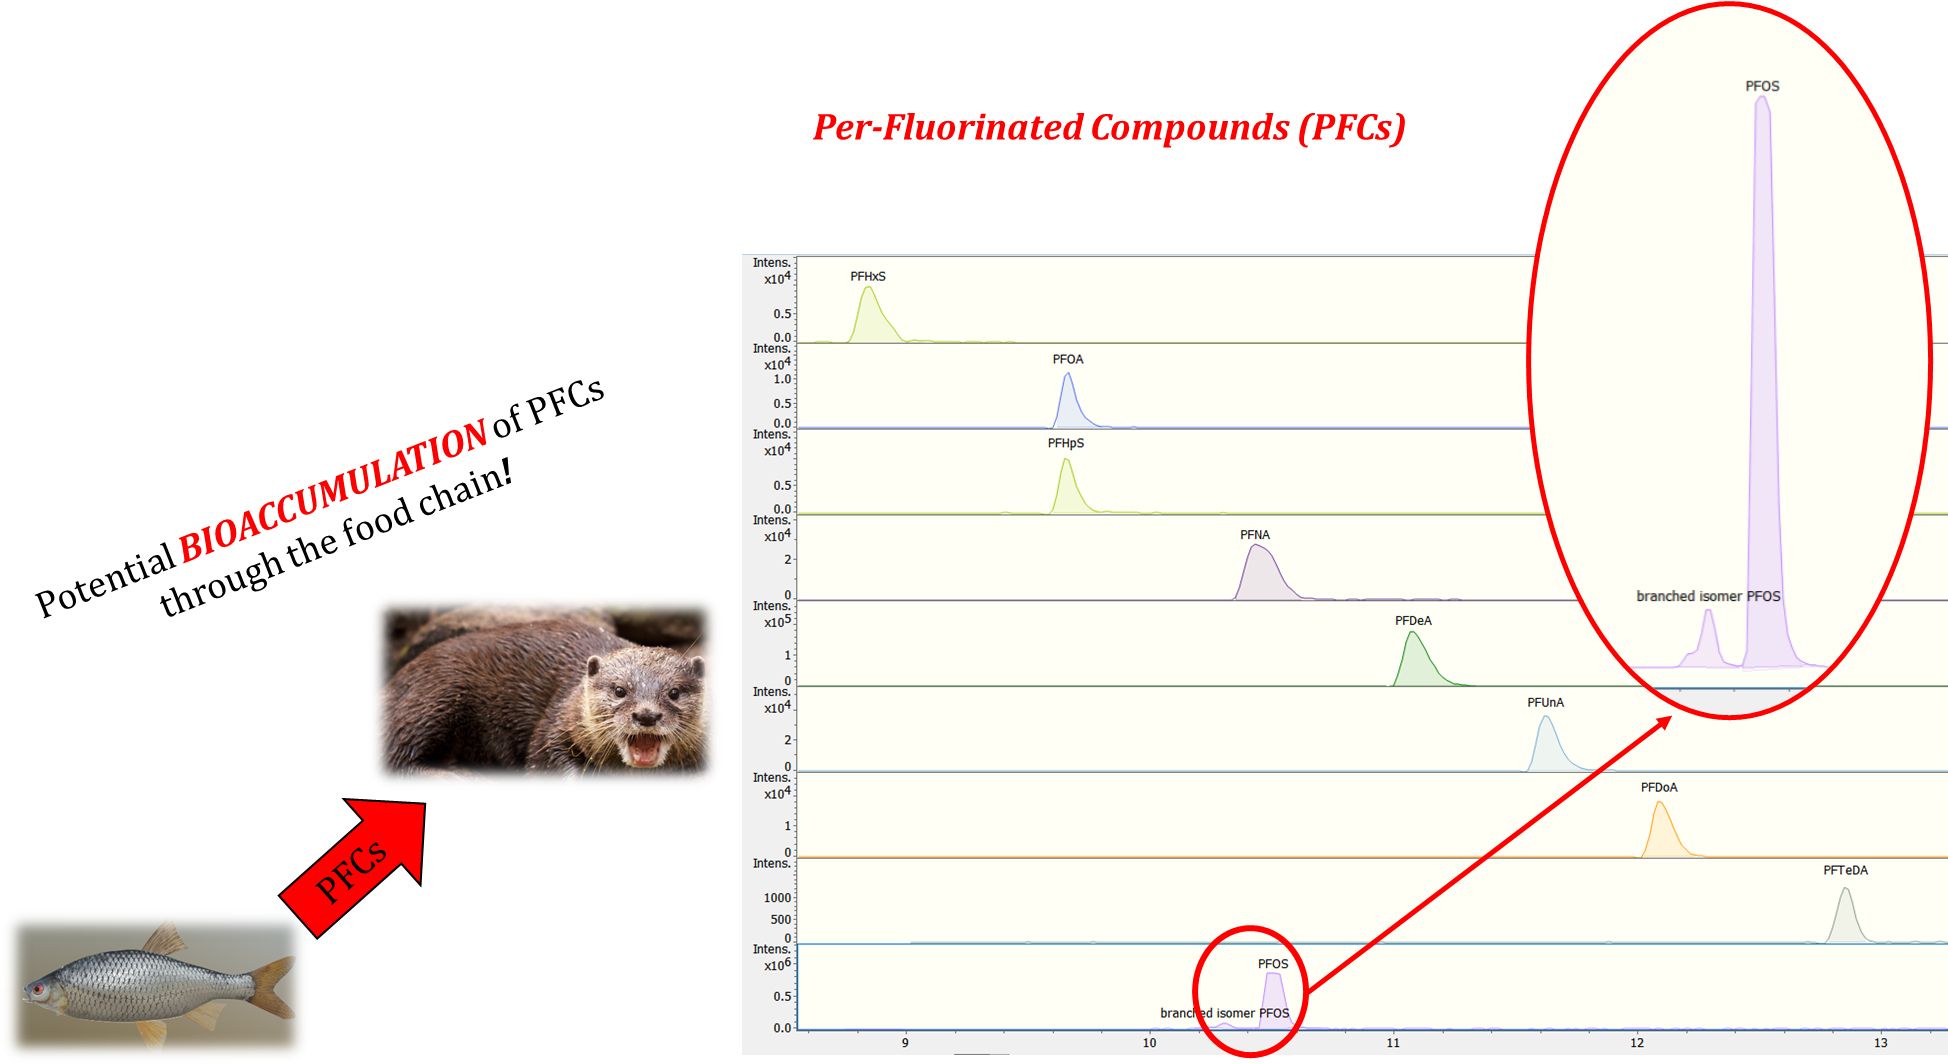 Per-Fluorinated Compounds (PFCs)
Potential BIOACCUMULATION of PFCs
through the food chain!
PFCs
Intens.
x10⁴
0.5
0.0
PFHxS
Intens.
x10⁴
1.0
0.5
0.0
PFOA
Intens.
x10⁴
0.5
0.0
PFHpS
Intens.
x10⁴
2
0
PFNA
Intens.
x10⁵
1
0
PFDeA
Intens.
x10⁴
2
0
PFUnA
Intens.
x10⁴
1
0
PFDoA
Intens.
1000
500
0
PFTeDA
Intens.
x10⁶
0.5
0.0
PFOS
branched isomer PFOS
9 10 11 12 13
PFOS
branched isomer PFOS